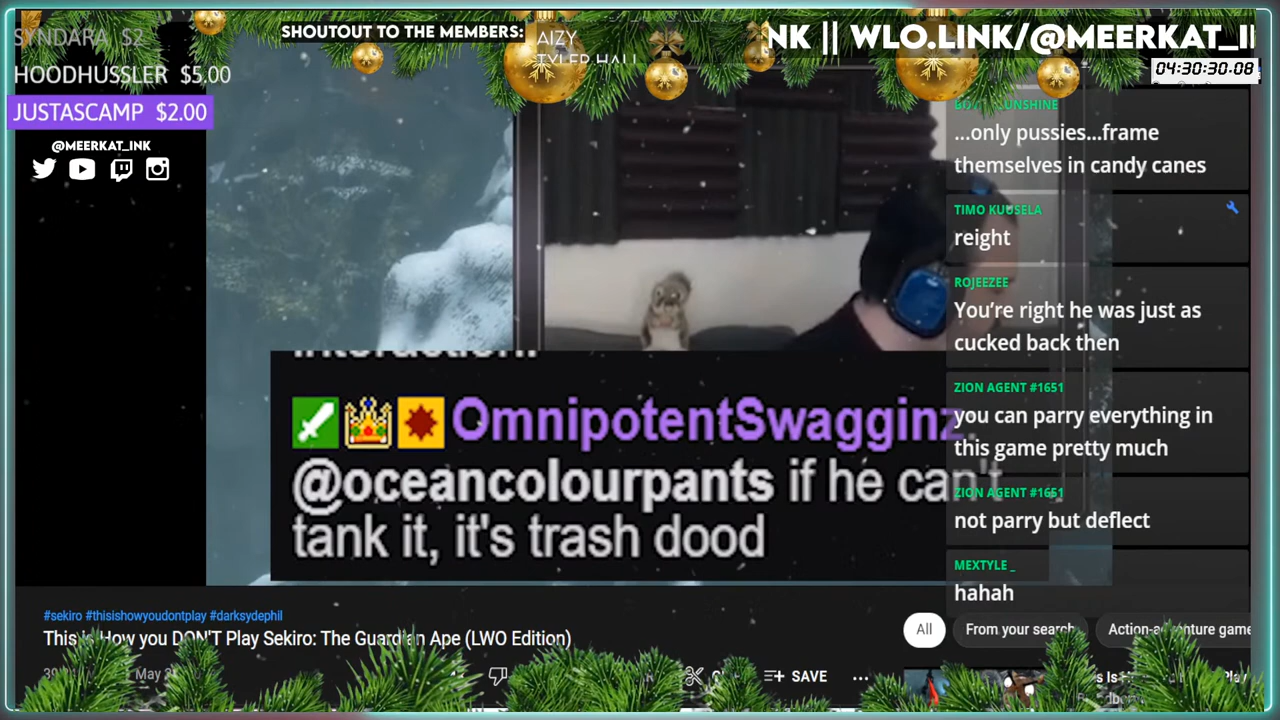 SYNDARA $2
HOODHUSSLER $5.00
JUSTASCAMP $2.00
@MEERKAT_INK
SHOUTOUT TO THE MEMBERS:
AIZY
TYLER HALL
NK || WLO.LINK/@MEERKAT_I
04:30:30.08
SUNSHINE
...only pussies...frame
themselves in candy canes
TIMO KUUSELA
reight
ROJEEZEE
You're right he was just as
cucked back then
ZION AGENT #1651
you can parry everything in
this game pretty much
ZION AGENT #1651
not parry but deflect
MEXTYLE _
hahah
interaction.
OmnipotentSwagginz
@oceancolourpants if he can't
tank it, it's trash dood
#sekiro #thisishowyoudontplay #darksydephil
This is How you DON'T Play Sekiro: The Guardian Ape (LWO Edition)
May
SAVE
...
All
From your search
Action-adventure game